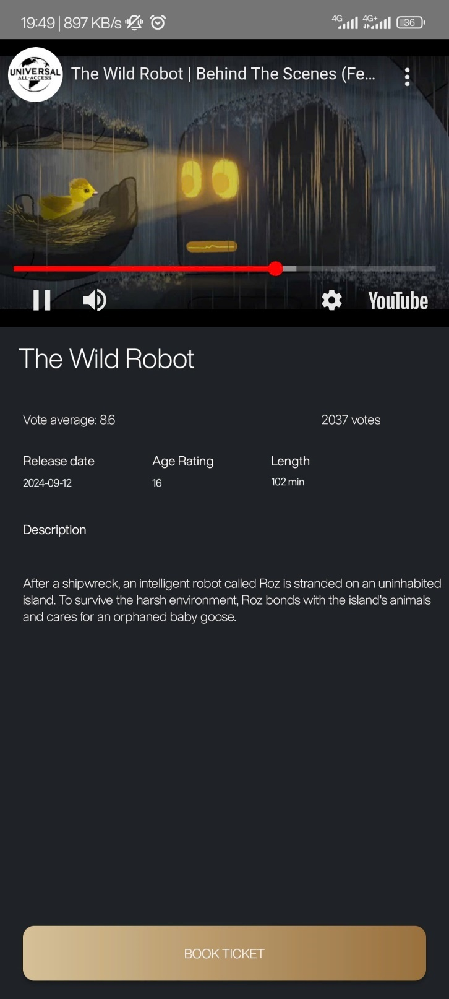 19:49 | 897 KB/s
4G 4G+ 36
UNIVERSAL
ALL-ACCESS
The Wild Robot | Behind The Scenes (Fe...
YouTube
The Wild Robot
Vote average: 8.6 2037 votes
Release date Age Rating Length
2024-09-12 16 102 min
Description
After a shipwreck, an intelligent robot called Roz is stranded on an uninhabited
island. To survive the harsh environment, Roz bonds with the island's animals
and cares for an orphaned baby goose.
BOOK TICKET